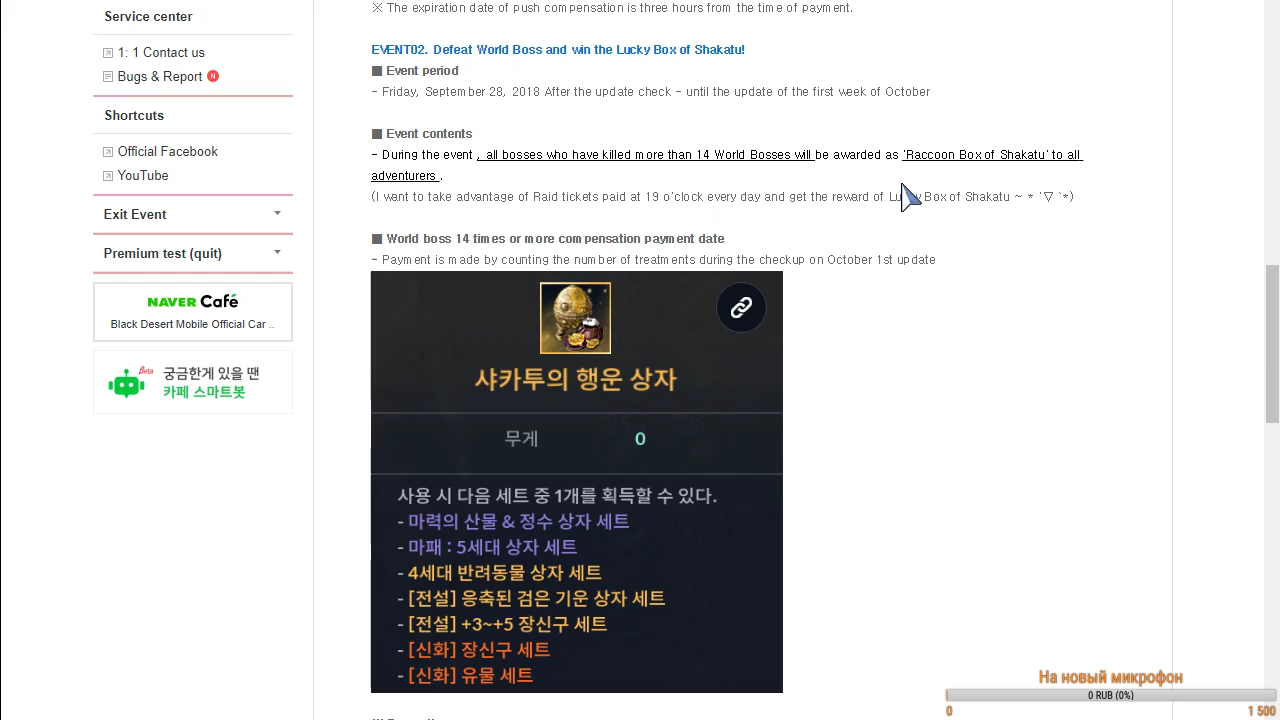 Service center
1: 1 Contact us
Bugs & Report N
Shortcuts
Official Facebook
YouTube
Exit Event
Premium test (quit)
NAVER Café
Black Desert Mobile Official Car ..
Beta
궁금한게 있을 땐
카페 스마트봇
※ The expiration date of push compensation is three hours from the time of payment.
EVENT02. Defeat World Boss and win the Lucky Box of Shakatu!
■ Event period
- Friday, September 28, 2018 After the update check - until the update of the first week of October
■ Event contents
- During the event , all bosses who have killed more than 14 World Bosses will be awarded as 'Raccoon Box of Shakatu' to all
adventurers .
(I want to take advantage of Raid tickets paid at 19 o'clock every day and get the reward of Lucky Box of Shakatu ~ * '▽ `*)
■ World boss 14 times or more compensation payment date
- Payment is made by counting the number of treatments during the checkup on October 1st update
샤카투의 행운 상자
무게 0
사용 시 다음 세트 중 1개를 획득할 수 있다.
- 마력의 산물 & 정수 상자 세트
- 마패 : 5세대 상자 세트
- 4세대 반려동물 상자 세트
- [전설] 응축된 검은 기운 상자 세트
- [전설] +3~+5 장신구 세트
- [신화] 장신구 세트
- [신화] 유물 세트
На новый микрофон
0 RUB (0%)
0 1 500